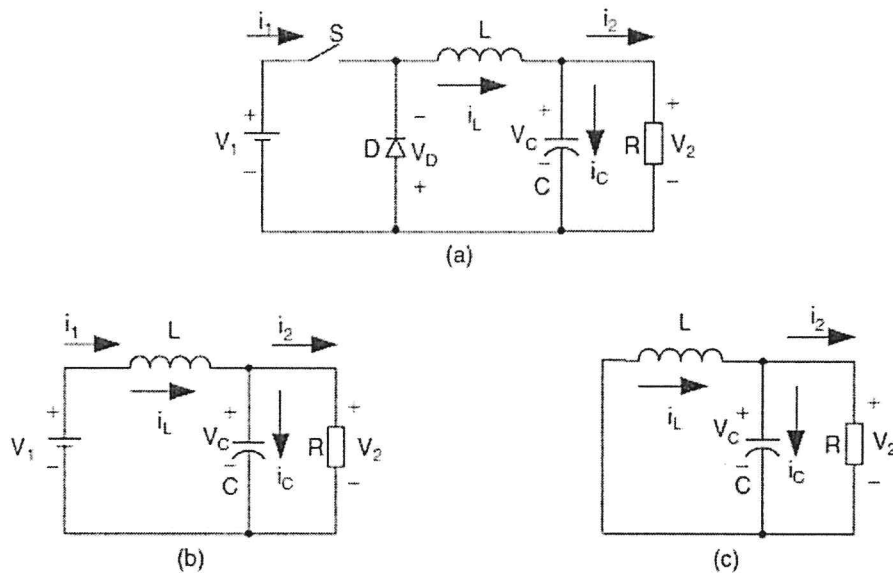 i₁ S L i₂
+ − i_L + +
V₁ D V_D V_C R V₂
− + − C i_C −
(a)
i₁ L i₂
+ i_L + +
V₁ V_C R V₂
− − C i_C −
(b)
L i₂
i_L + +
V_C R V₂
− C i_C −
(c)